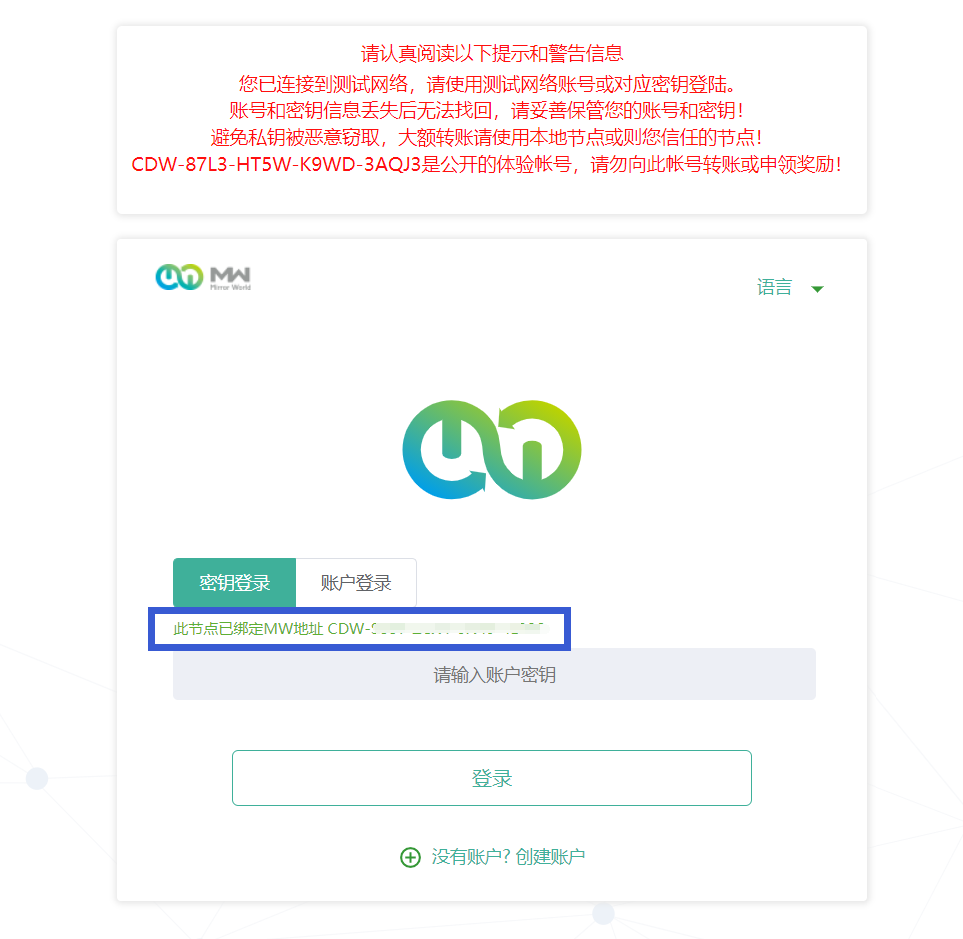 请认真阅读以下提示和警告信息
您已连接到测试网络，请使用测试网络账号或对应密钥登陆。
账号和密钥信息丢失后无法找回，请妥善保管您的账号和密钥！
避免私钥被恶意窃取，大额转账请使用本地节点或则您信任的节点！
CDW-87L3-HT5W-K9WD-3AQJ3是公开的体验帐号，请勿向此帐号转账或申领奖励！
MW
Mirror World
语言
密钥登录 账户登录
此节点已绑定MW地址 CDW-
请输入账户密钥
登录
没有账户? 创建账户